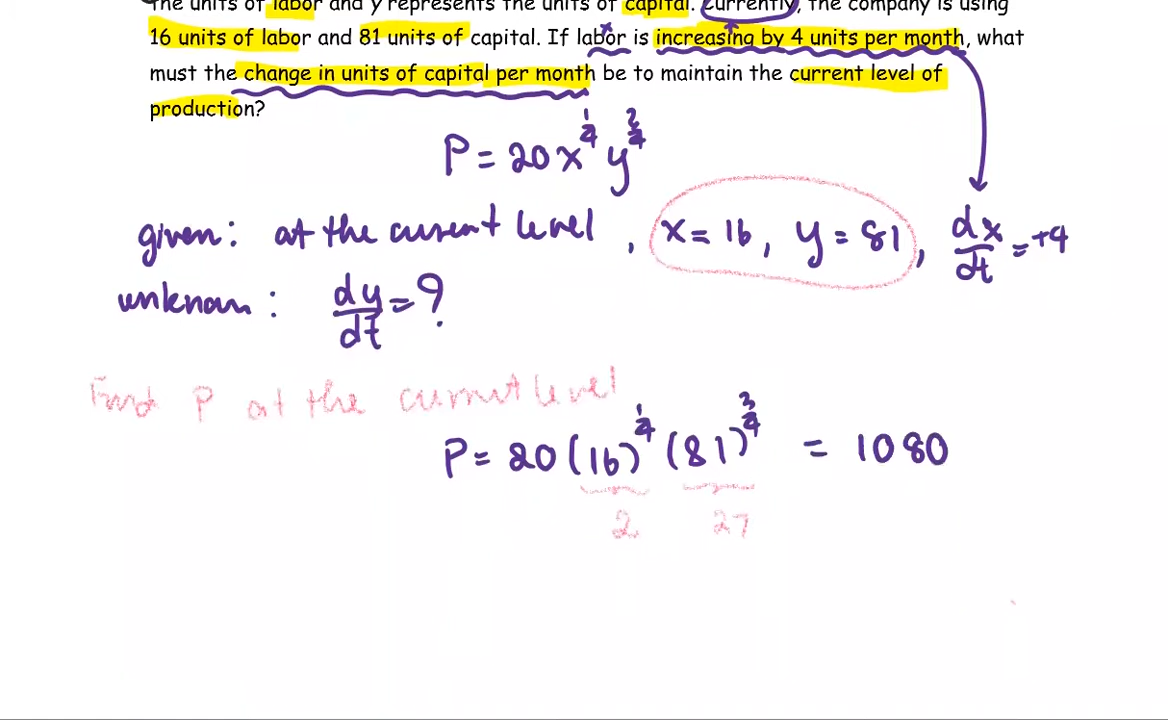 the units of labor and y represents the units of capital. Currently, the company is using
16 units of labor and 81 units of capital. If labor is increasing by 4 units per month, what
x
must the change in units of capital per month be to maintain the current level of
production?
P = 20x^{1/4} y^{3/4}
given: at the current level, x = 16, y = 81, dx/dt = +4
unknown: dy/dt = ?
Find P at the current level
P = 20 (16)^{1/4} (81)^{3/4} = 1080
2 27